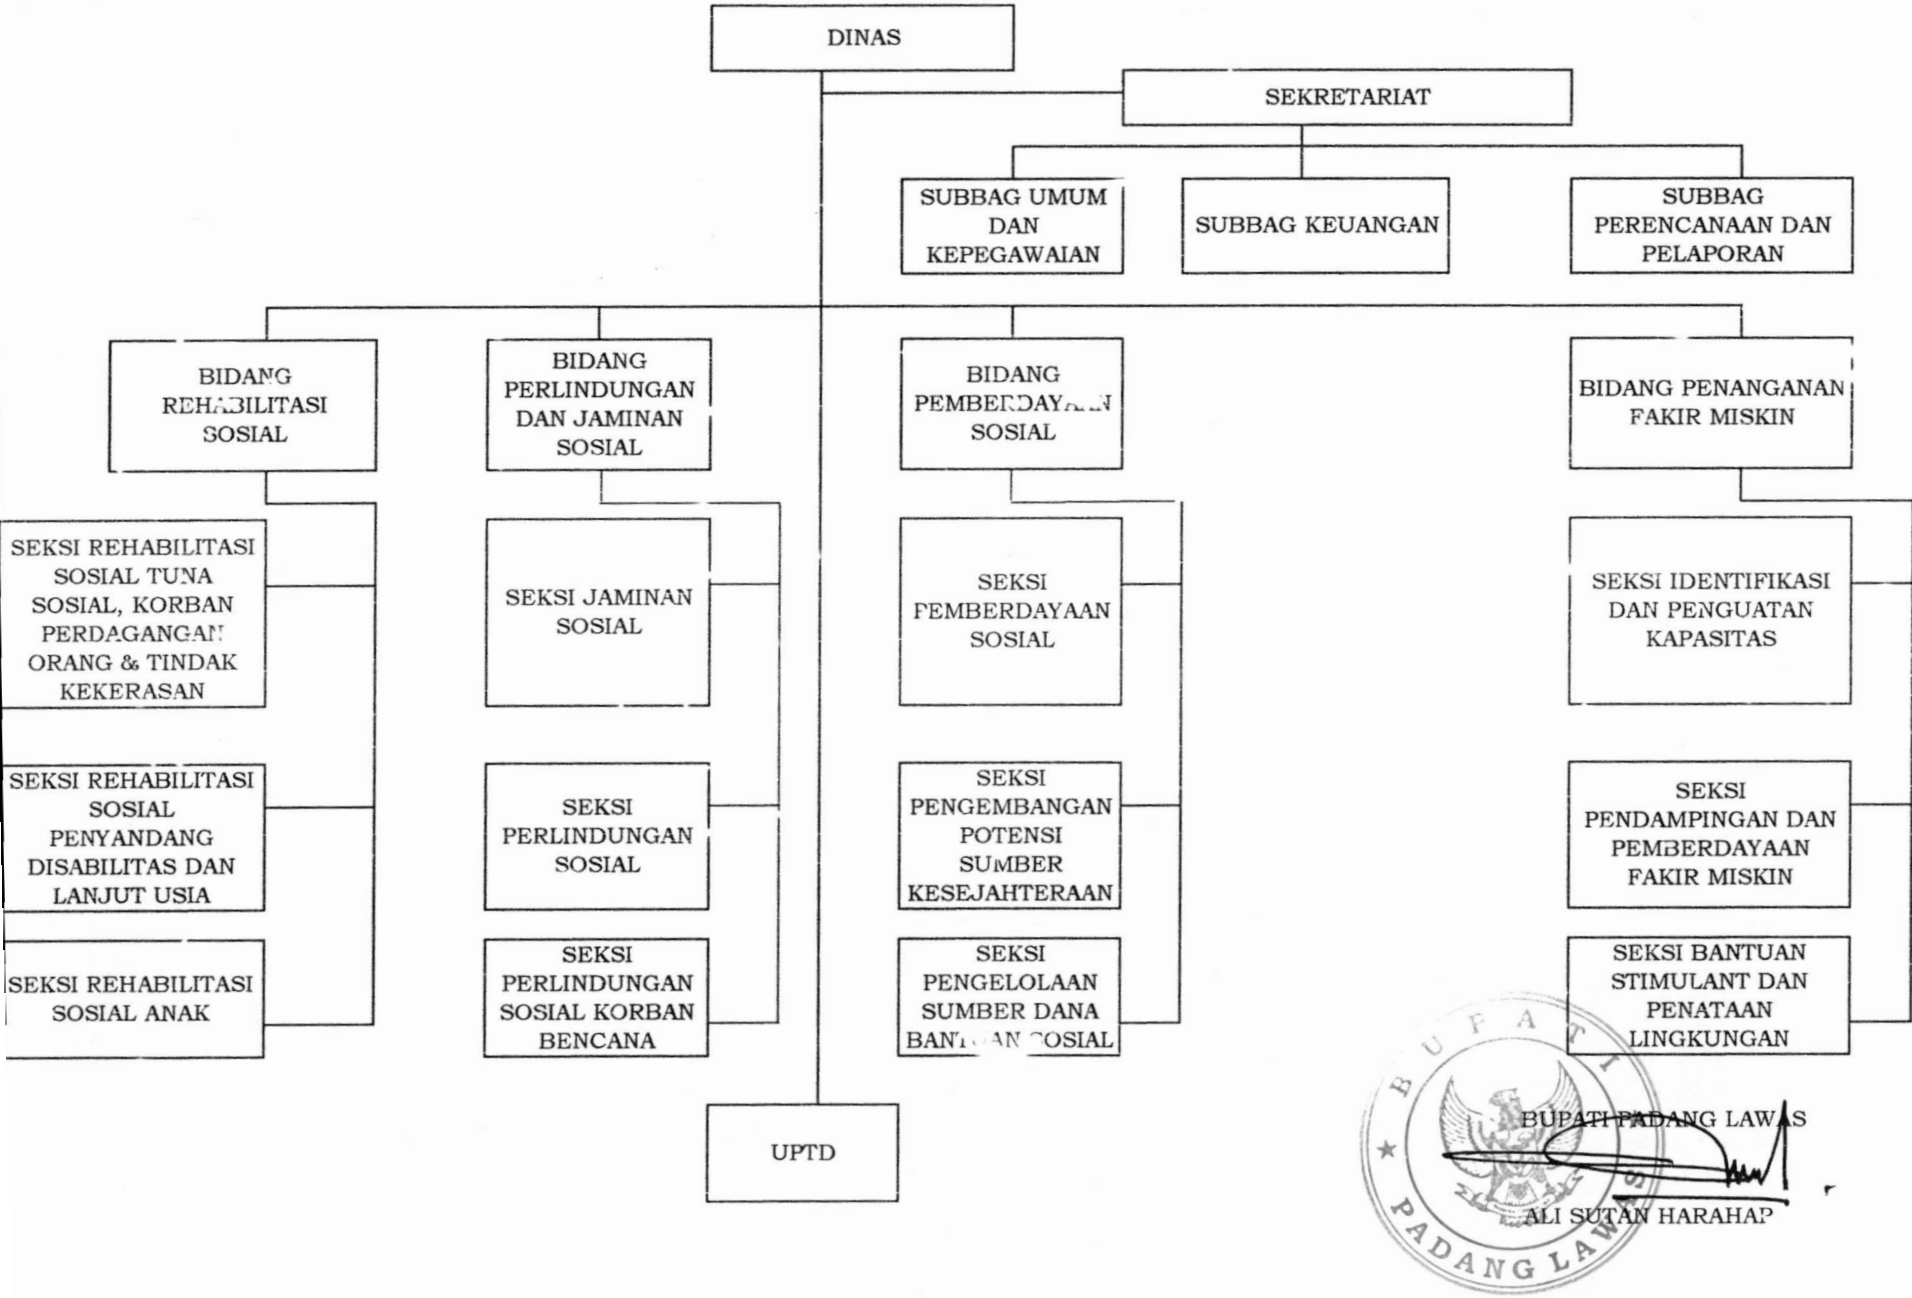 DINAS
SEKRETARIAT
SUBBAG UMUM
DAN
KEPEGAWAIAN
SUBBAG KEUANGAN
SUBBAG
PERENCANAAN DAN
PELAPORAN
BIDANG
REHABILITASI
SOSIAL
BIDANG
PERLINDUNGAN
DAN JAMINAN
SOSIAL
BIDANG
PEMBERDAYAAN
SOSIAL
BIDANG PENANGANAN
FAKIR MISKIN
SEKSI REHABILITASI
SOSIAL TUNA
SOSIAL, KORBAN
PERDAGANGAN
ORANG & TINDAK
KEKERASAN
SEKSI JAMINAN
SOSIAL
SEKSI
PEMBERDAYAAN
SOSIAL
SEKSI IDENTIFIKASI
DAN PENGUATAN
KAPASITAS
SEKSI REHABILITASI
SOSIAL
PENYANDANG
DISABILITAS DAN
LANJUT USIA
SEKSI
PERLINDUNGAN
SOSIAL
SEKSI
PENGEMBANGAN
POTENSI
SUMBER
KESEJAHTERAAN
SEKSI
PENDAMPINGAN DAN
PEMBERDAYAAN
FAKIR MISKIN
SEKSI REHABILITASI
SOSIAL ANAK
SEKSI
PERLINDUNGAN
SOSIAL KORBAN
BENCANA
SEKSI
PENGELOLAAN
SUMBER DANA
BANTUAN SOSIAL
SEKSI BANTUAN
STIMULANT DAN
PENATAAN
LINGKUNGAN
UPTD
BUPATI
PADANG LAWAS
BUPATI PADANG LAWAS
ALI SUTAN HARAHAP